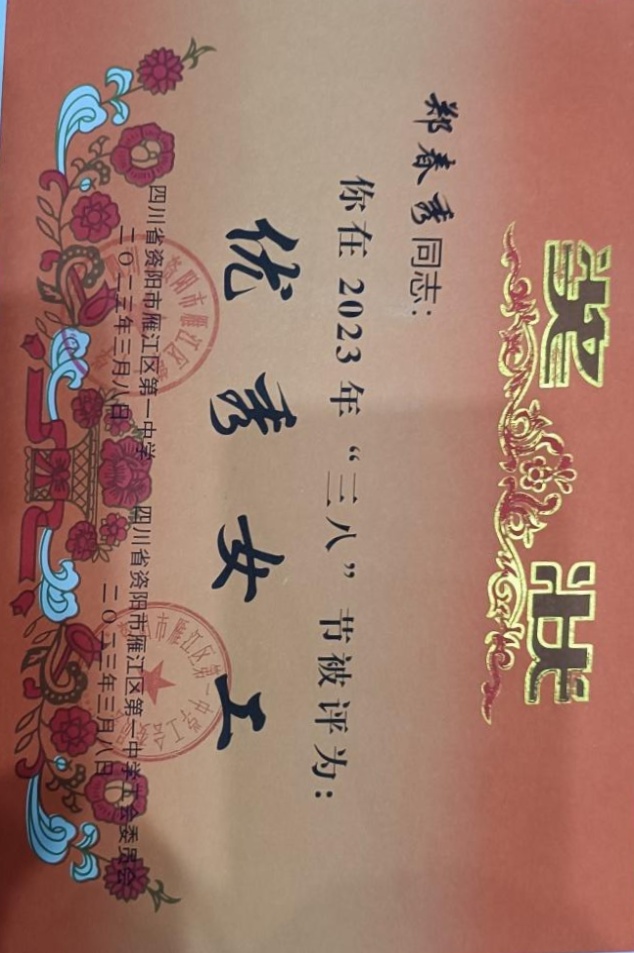 奖状
郑春秀同志：
你在2023年“三八”节被评为：
优秀女工
四川省资阳市雁江区第一中学 四川省资阳市雁江区第一中学工会委员会
二〇二三年三月八日 二〇二三年三月八日